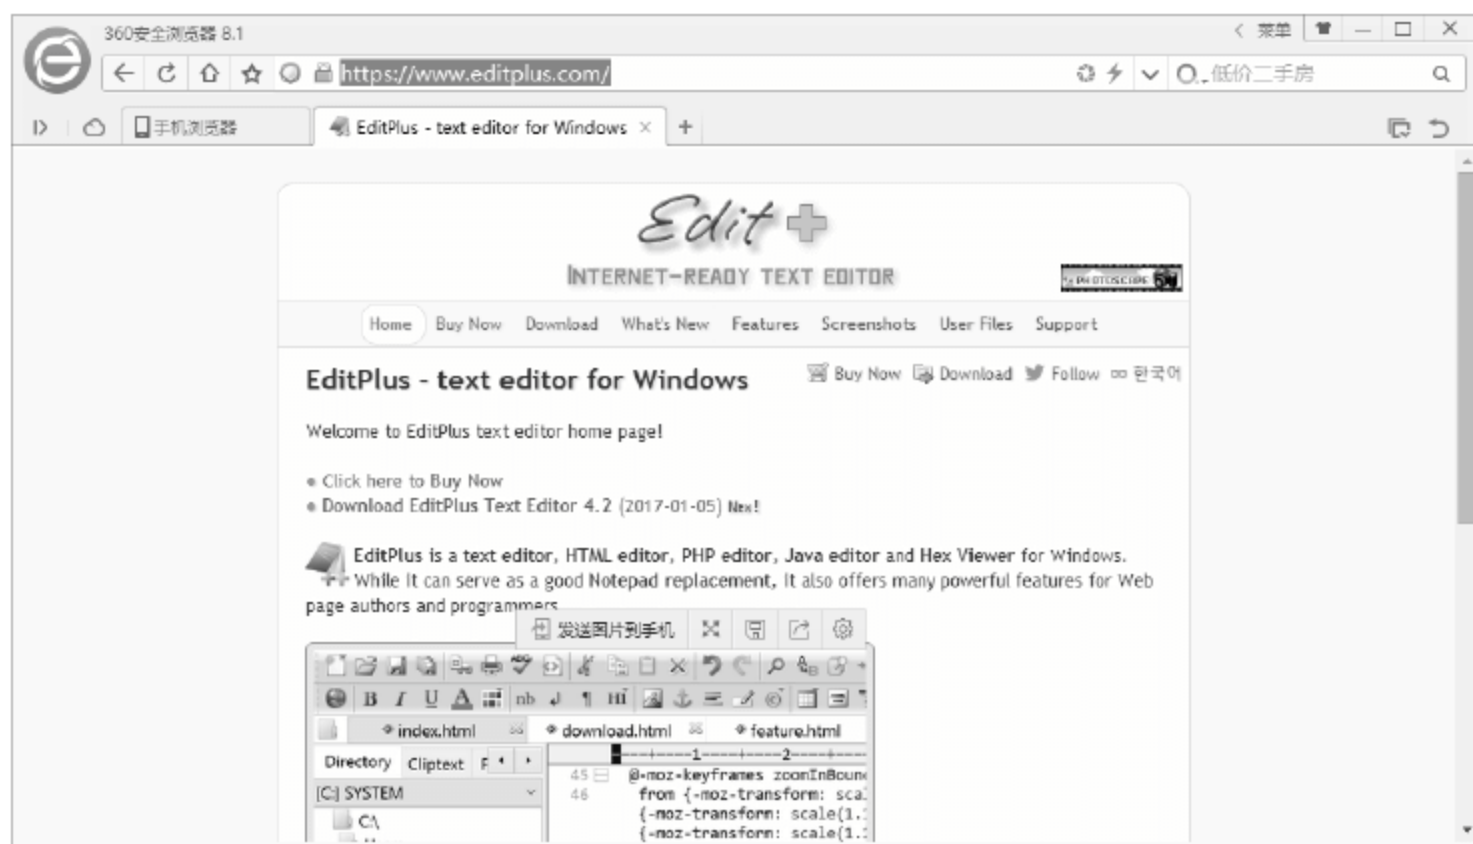 360安全浏览器 8.1
菜单
https://www.editplus.com/
低价二手房
手机浏览器
EditPlus - text editor for Windows
Edit
INTERNET-READY TEXT EDITOR
Home Buy Now Download What's New Features Screenshots User Files Support
EditPlus - text editor for Windows
Buy Now Download Follow 한국어
Welcome to EditPlus text editor home page!
Click here to Buy Now
Download EditPlus Text Editor 4.2 (2017-01-05) New!
EditPlus is a text editor, HTML editor, PHP editor, Java editor and Hex Viewer for Windows.
While it can serve as a good Notepad replacement, it also offers many powerful features for Web
page authors and programmers
发送图片到手机
B I U A nb Hi
index.html download.html feature.html
Directory Cliptext F
----+----1----+----2----+----
[C:] SYSTEM
C:\
45 @-moz-keyframes zoomInBoun
46 from {-moz-transform: sca
{-moz-transform: scale(1.
{-moz-transform: scale(1.